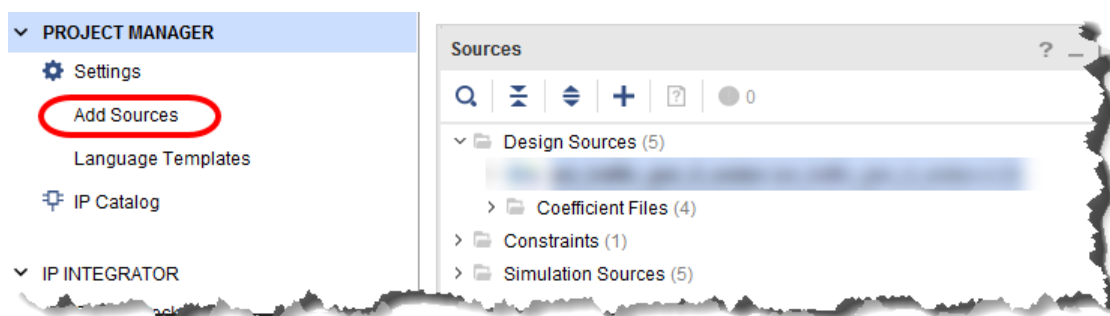 PROJECT MANAGER
Settings
Add Sources
Language Templates
IP Catalog
IP INTEGRATOR
Sources
?
0
Design Sources (5)
Coefficient Files (4)
Constraints (1)
Simulation Sources (5)